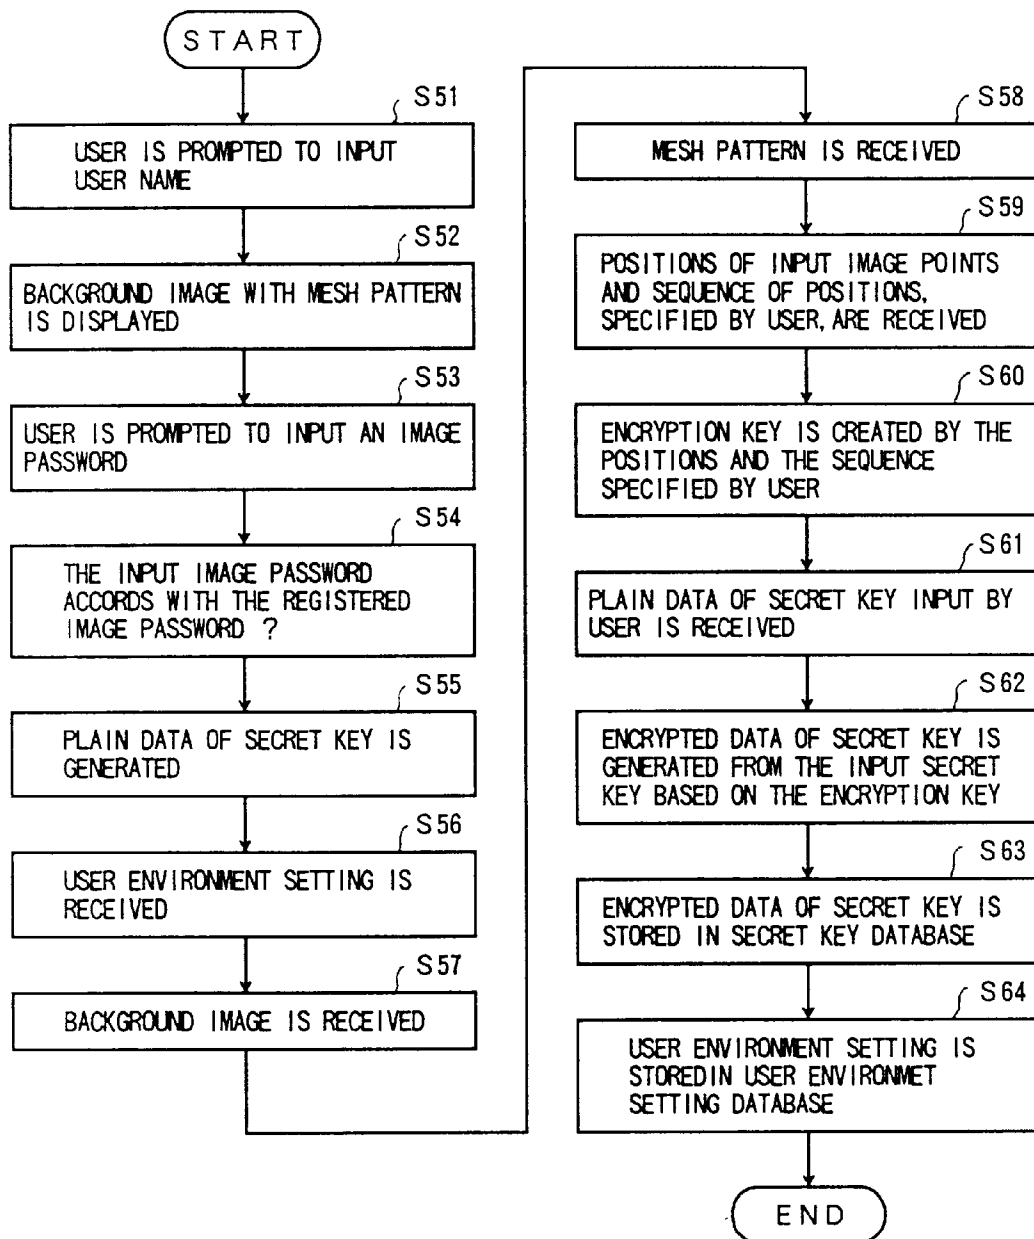 START
S51
USER IS PROMPTED TO INPUT
USER NAME
S52
BACKGROUND IMAGE WITH MESH PATTERN
IS DISPLAYED
S53
USER IS PROMPTED TO INPUT AN IMAGE
PASSWORD
S54
THE INPUT IMAGE PASSWORD
ACCORDS WITH THE REGISTERED
IMAGE PASSWORD ?
S55
PLAIN DATA OF SECRET KEY IS
GENERATED
S56
USER ENVIRONMENT SETTING IS
RECEIVED
S57
BACKGROUND IMAGE IS RECEIVED
S58
MESH PATTERN IS RECEIVED
S59
POSITIONS OF INPUT IMAGE POINTS
AND SEQUENCE OF POSITIONS,
SPECIFIED BY USER, ARE RECEIVED
S60
ENCRYPTION KEY IS CREATED BY THE
POSITIONS AND THE SEQUENCE
SPECIFIED BY USER
S61
PLAIN DATA OF SECRET KEY INPUT BY
USER IS RECEIVED
S62
ENCRYPTED DATA OF SECRET KEY IS
GENERATED FROM THE INPUT SECRET
KEY BASED ON THE ENCRYPTION KEY
S63
ENCRYPTED DATA OF SECRET KEY IS
STORED IN SECRET KEY DATABASE
S64
USER ENVIRONMENT SETTING IS
STOREDIN USER ENVIRONMET
SETTING DATABASE
END